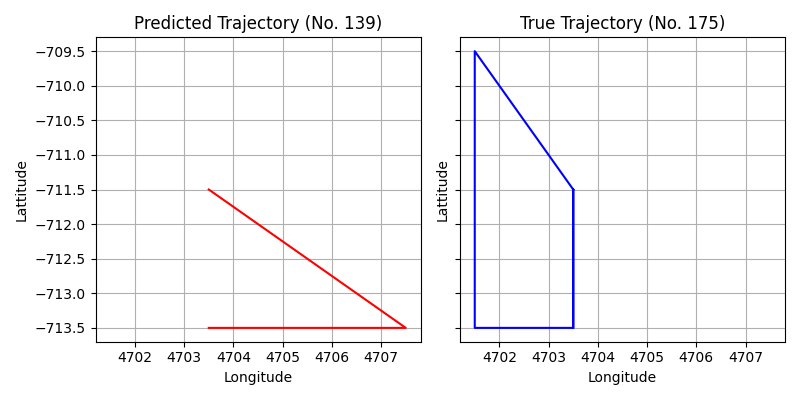 Predicted Trajectory (No. 139)
True Trajectory (No. 175)
Lattitude
−709.5
−710.0
−710.5
−711.0
−711.5
−712.0
−712.5
−713.0
−713.5
4702 4703 4704 4705 4706 4707
Longitude
Lattitude
4702 4703 4704 4705 4706 4707
Longitude